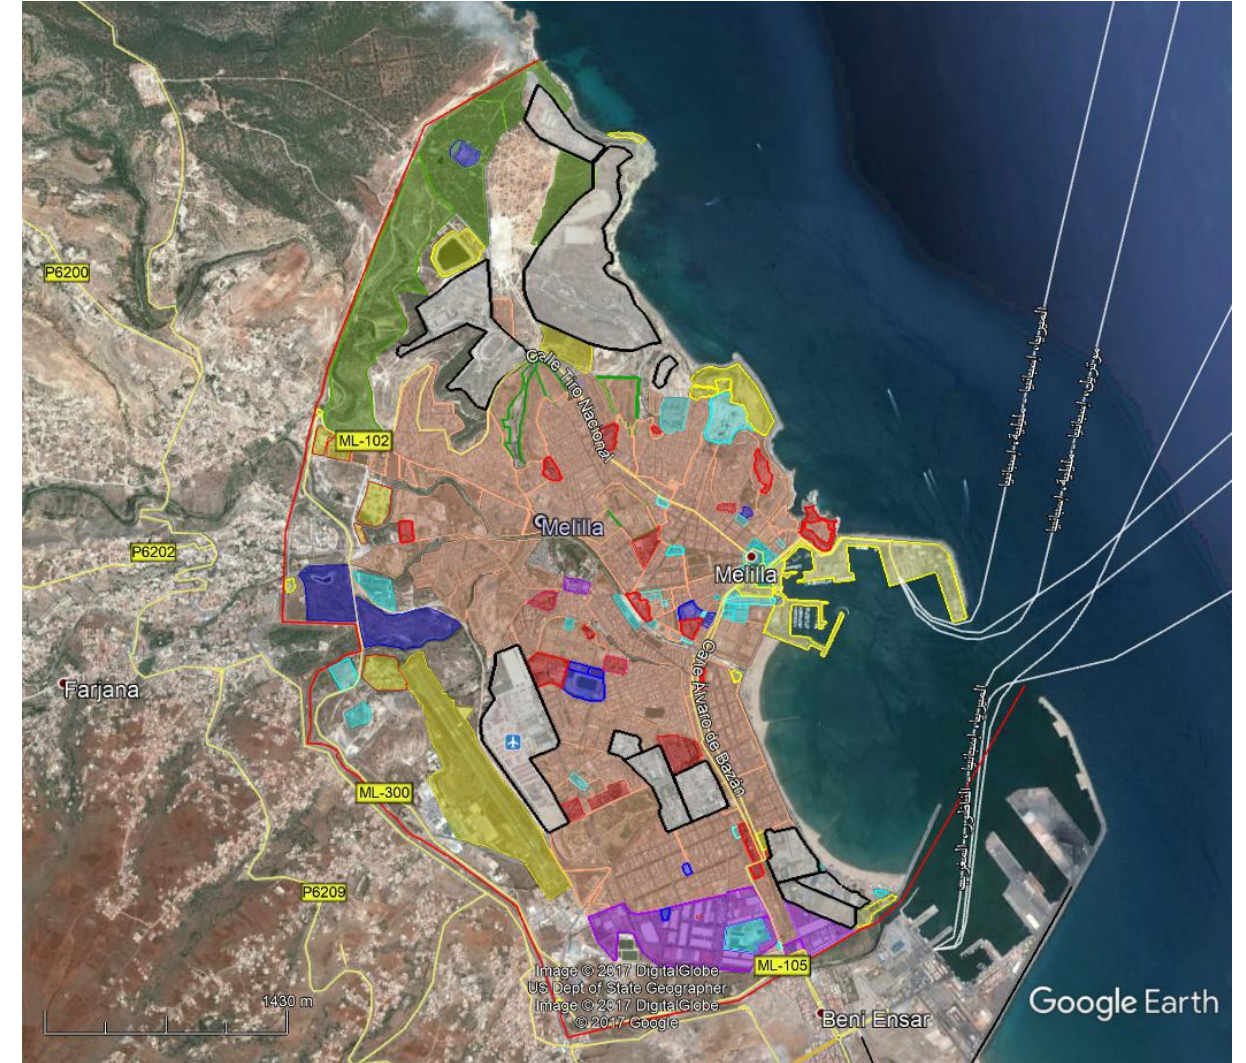 P6200
Calle Tiro Nacional
ML-102
Melilla
P6202
Melilla
Farjana
Calle Álvaro de Bazán
ML-300
P6209
ML-105
Image © 2017 DigitalGlobe
US Dept of State Geographer
Image © 2017 DigitalGlobe
© 2017 Google
1430 m
Beni Ensar
Google Earth